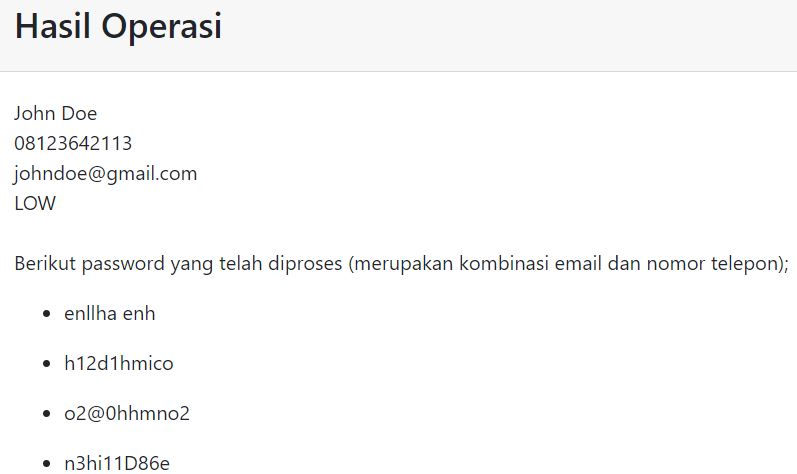 Hasil Operasi
John Doe
08123642113
johndoe@gmail.com
LOW
Berikut password yang telah diproses (merupakan kombinasi email dan nomor telepon);
enllha enh
h12d1hmico
o2@0hhmno2
n3hi11D86e